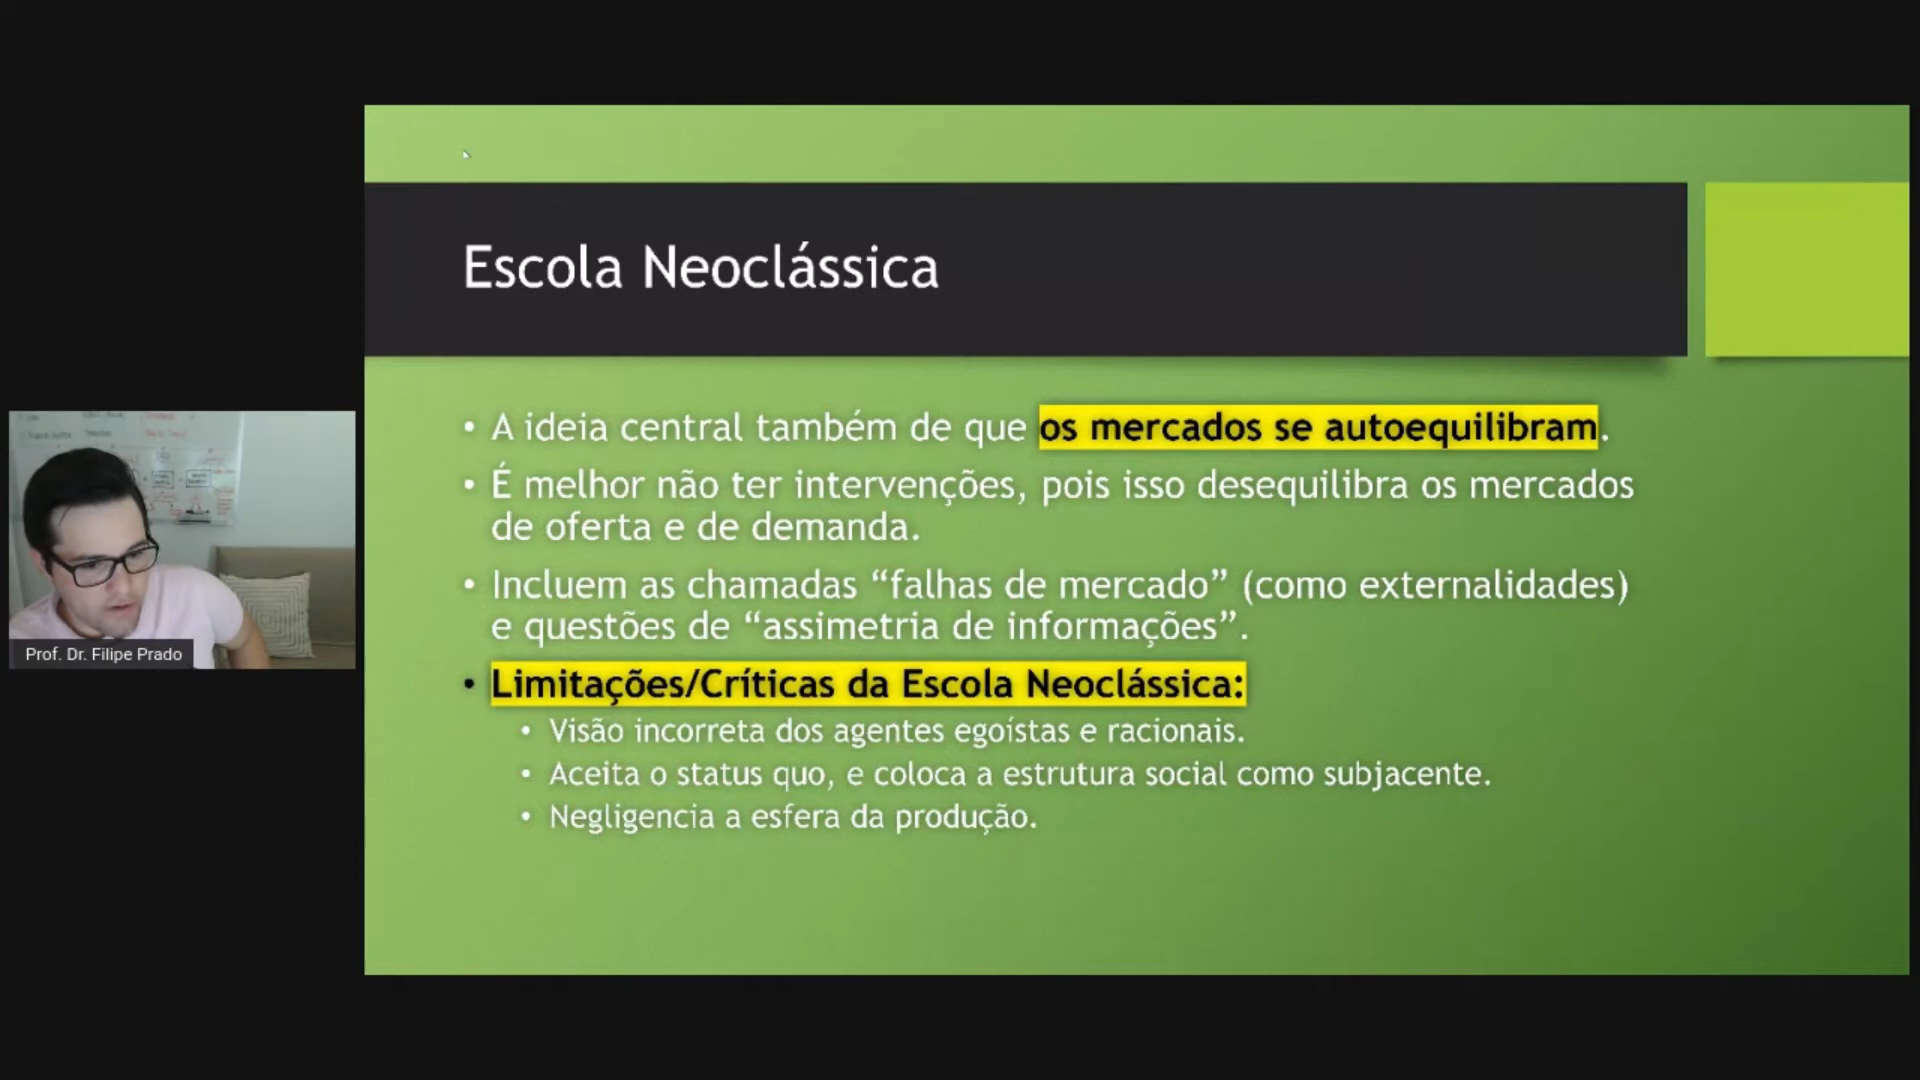 Escola Neoclássica
• A ideia central também de que os mercados se autoequilibram.
• É melhor não ter intervenções, pois isso desequilibra os mercados
de oferta e de demanda.
• Incluem as chamadas “falhas de mercado” (como externalidades)
e questões de “assimetria de informações”.
• Limitações/Críticas da Escola Neoclássica:
• Visão incorreta dos agentes egoístas e racionais.
• Aceita o status quo, e coloca a estrutura social como subjacente.
• Negligencia a esfera da produção.
Prof. Dr. Filipe Prado